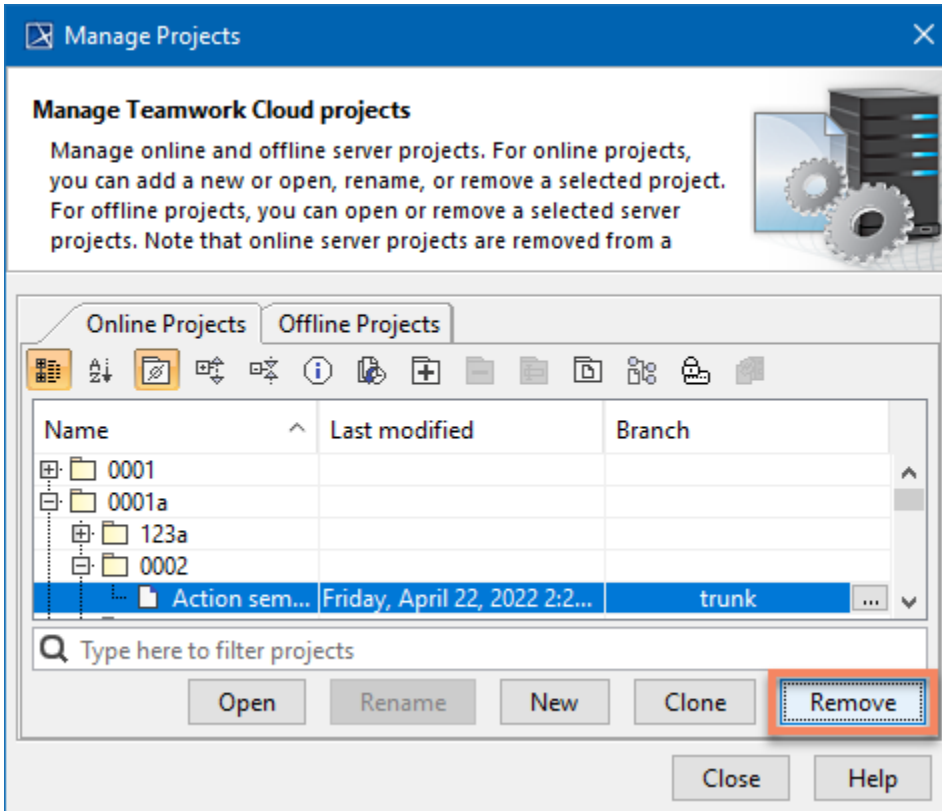 Manage Projects
Manage Teamwork Cloud projects
Manage online and offline server projects. For online projects,
you can add a new or open, rename, or remove a selected project.
For offline projects, you can open or remove a selected server
projects. Note that online server projects are removed from a
Online Projects Offline Projects
Name Last modified Branch
0001
0001a
123a
0002
Action sem... Friday, April 22, 2022 2:2... trunk ...
Type here to filter projects
Open Rename New Clone Remove
Close Help